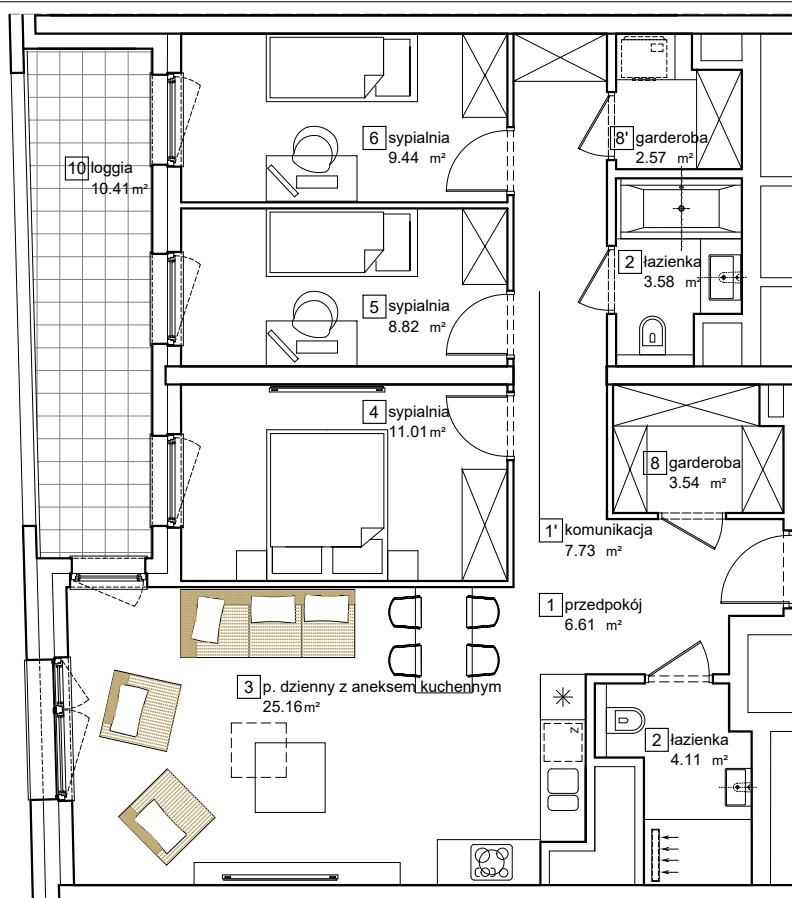 6 sypialnia
9.44 m²
8' garderoba
2.57 m²
10 loggia
10.41 m²
2 łazienka
3.58 m²
5 sypialnia
8.82 m²
4 sypialnia
11.01 m²
8 garderoba
3.54 m²
1' komunikacja
7.73 m²
1 przedpokój
6.61 m²
3 p. dzienny z aneksem kuchennym
25.16 m²
Z
2 łazienka
4.11 m²